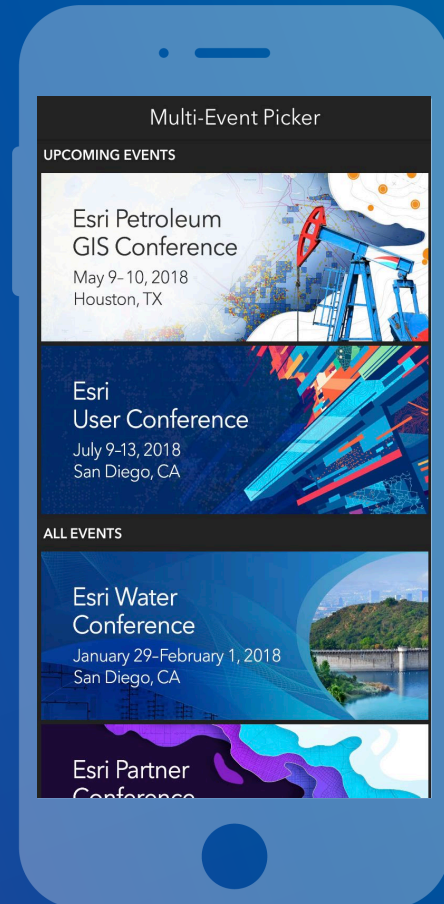 Multi-Event Picker
UPCOMING EVENTS
Esri Petroleum
GIS Conference
May 9–10, 2018
Houston, TX
Esri
User Conference
July 9–13, 2018
San Diego, CA
ALL EVENTS
Esri Water
Conference
January 29–February 1, 2018
San Diego, CA
Esri Partner
Conference